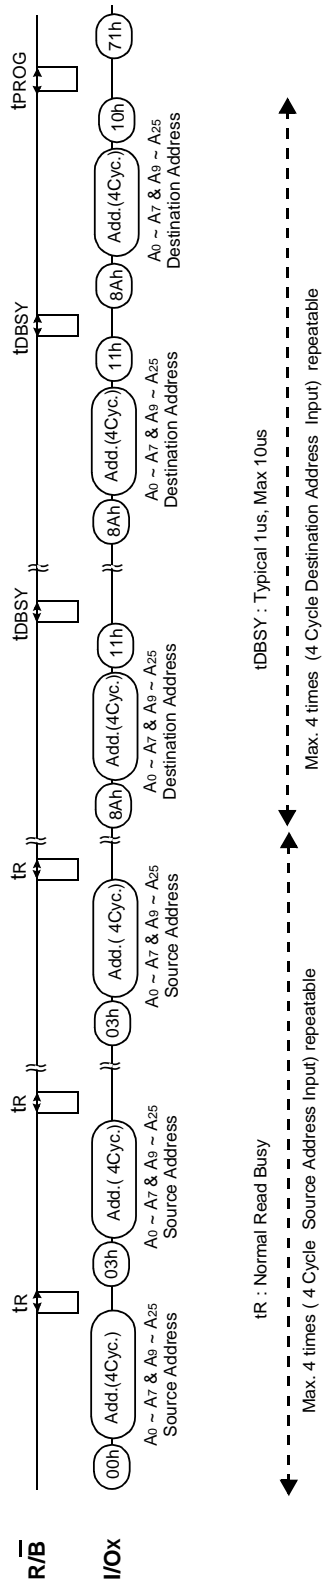 tR tR tR tDBSY tDBSY tPROG
R/B
I/Ox 00h Add.(4Cyc.) 03h Add.( 4Cyc.) 03h Add.( 4Cyc.) 8Ah Add.(4Cyc.) 11h 8Ah Add.(4Cyc.) 11h 8Ah Add.(4Cyc.) 10h 71h
A0 ~ A7 & A9 ~ A25 A0 ~ A7 & A9 ~ A25 A0 ~ A7 & A9 ~ A25 A0 ~ A7 & A9 ~ A25 A0 ~ A7 & A9 ~ A25 A0 ~ A7 & A9 ~ A25
Source Address Source Address Source Address Destination Address Destination Address Destination Address
tR : Normal Read Busy tDBSY : Typical 1us, Max 10us
Max. 4 times ( 4 Cycle Source Address Input) repeatable Max. 4 times (4 Cycle Destination Address Input) repeatable